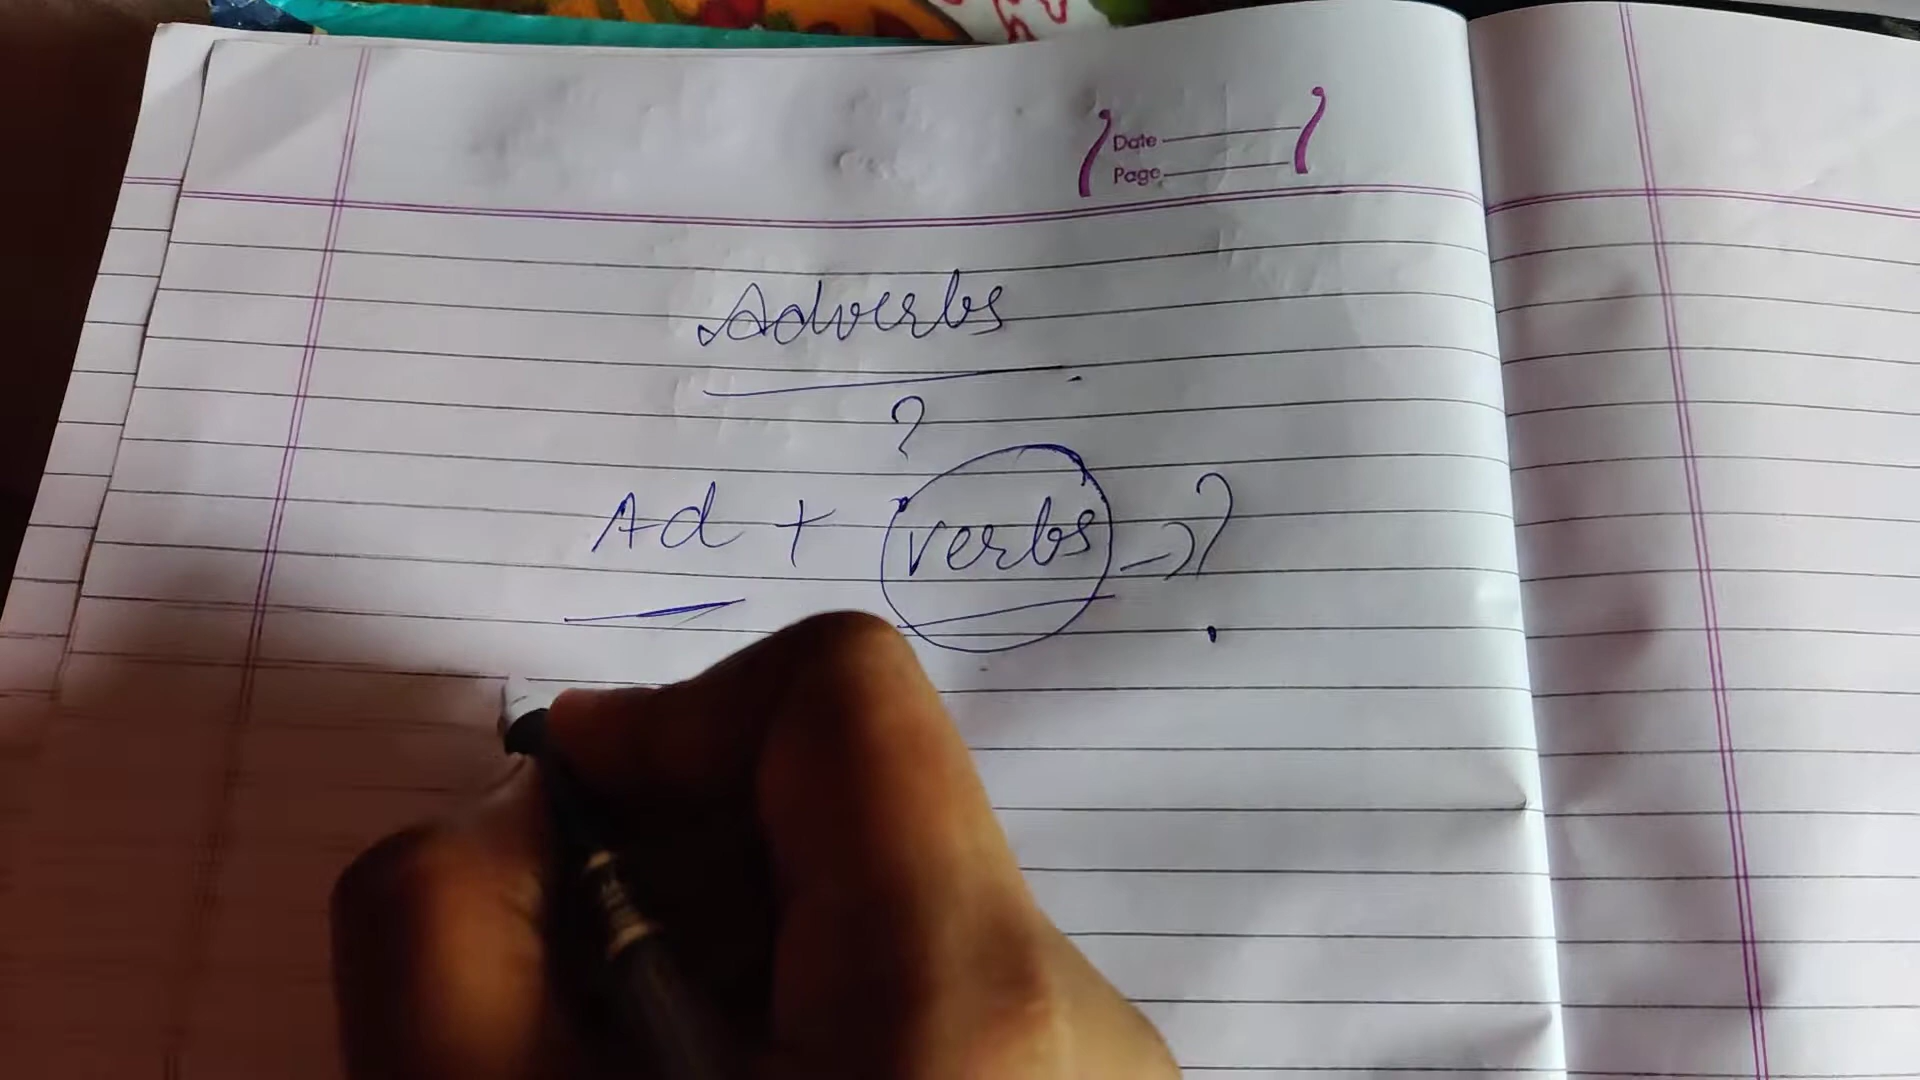 Date
Page
Adverbs
?
Ad + verbs → ?